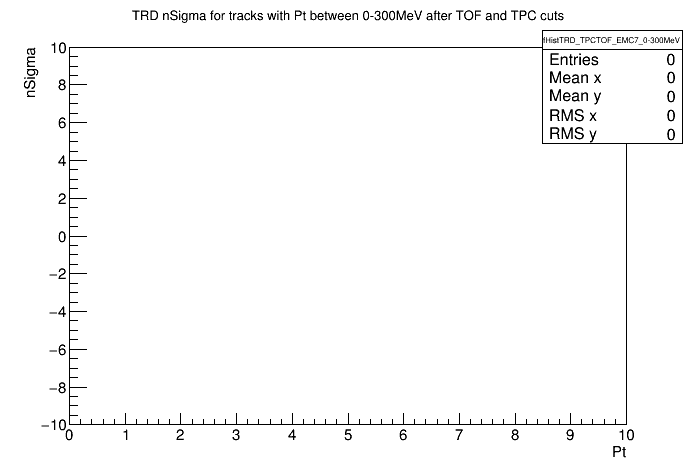 TRD nSigma for tracks with Pt between 0-300MeV after TOF and TPC cuts
fHistTRD_TPCTOF_EMC7_0-300MeV
Entries 0
Mean x 0
Mean y 0
RMS x 0
RMS y 0
nSigma
10
8
6
4
2
0
−2
−4
−6
−8
−10
0 1 2 3 4 5 6 7 8 9 10
Pt